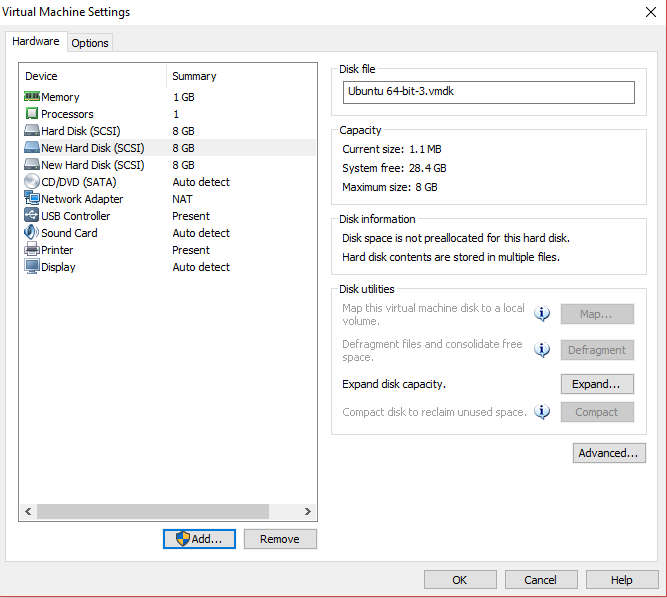 Virtual Machine Settings
Hardware
Options
Device Summary
Memory 1 GB
Processors 1
Hard Disk (SCSI) 8 GB
New Hard Disk (SCSI) 8 GB
New Hard Disk (SCSI) 8 GB
CD/DVD (SATA) Auto detect
Network Adapter NAT
USB Controller Present
Sound Card Auto detect
Printer Present
Display Auto detect
Add...
Remove
Disk file
Ubuntu 64-bit-3.vmdk
Capacity
Current size: 1.1 MB
System free: 28.4 GB
Maximum size: 8 GB
Disk information
Disk space is not preallocated for this hard disk.
Hard disk contents are stored in multiple files.
Disk utilities
Map this virtual machine disk to a local
volume.
Map...
Defragment files and consolidate free
space.
Defragment
Expand disk capacity.
Expand...
Compact disk to reclaim unused space.
Compact
Advanced...
OK
Cancel
Help